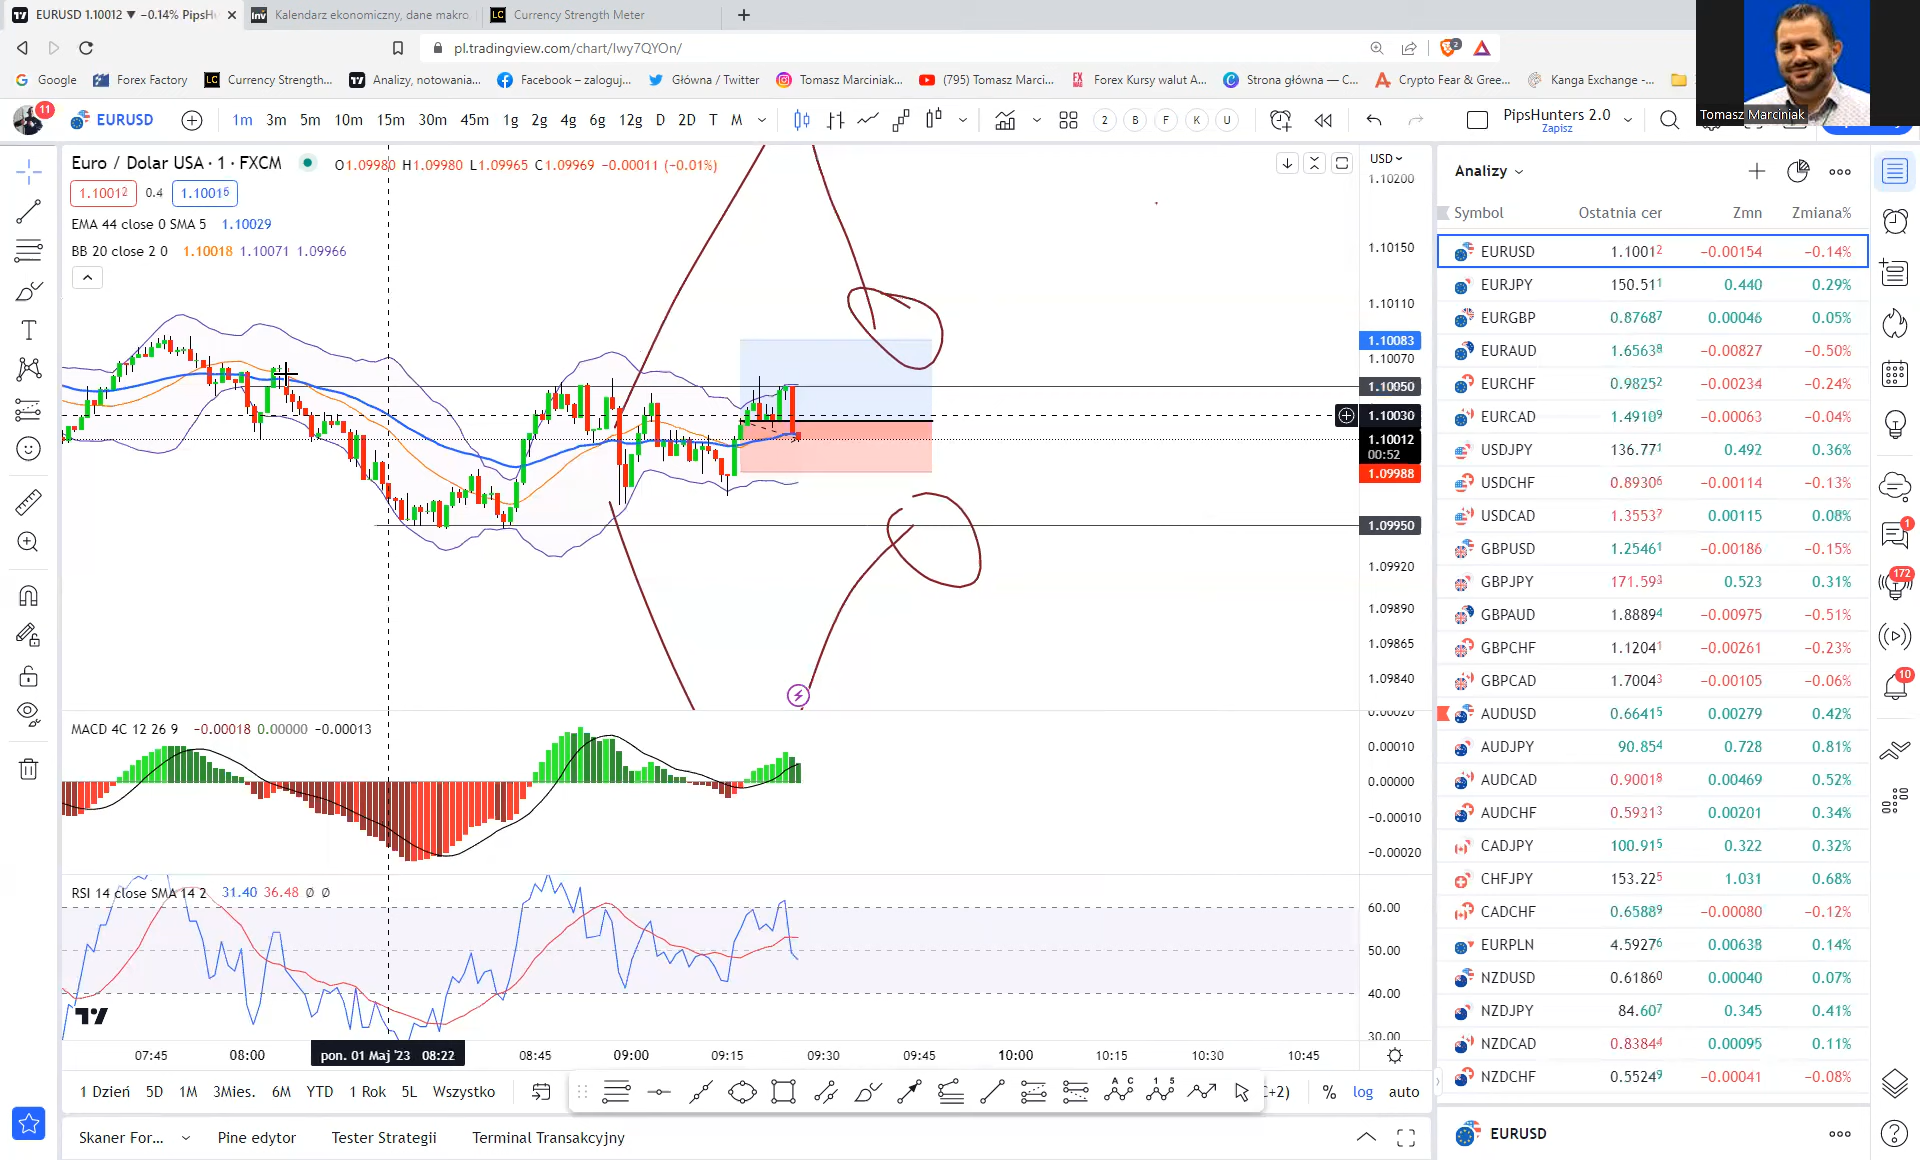 EURUSD 1.10012 ▼ −0.14% PipsHu
Kalendarz ekonomiczny, dane makro.
Currency Strength Meter
pl.tradingview.com/chart/Iwy7QYOn/
Google
Forex Factory
Currency Strength...
Analizy, notowania...
Facebook – zaloguj...
Główna / Twitter
Tomasz Marciniak...
(795) Tomasz Marci...
Forex Kursy walut A...
Strona główna — C...
Crypto Fear & Gree...
Kanga Exchange -...
Tomasz Marciniak
11
EURUSD
1m 3m 5m 10m 15m 30m 45m 1g 2g 4g 6g 12g D 2D T M
2 B F K U
PipsHunters 2.0
Zapisz
Euro / Dolar USA · 1 · FXCM
O1.09980 H1.09980 L1.09965 C1.09969 −0.00011 (−0.01%)
1.10012 0.4 1.10016
EMA 44 close 0 SMA 5 1.10029
BB 20 close 2 0 1.10018 1.10071 1.09966
USD
1.10200
1.10150
1.10110
1.10083
1.10070
1.10050
1.10030
1.10012
00:52
1.09988
1.09950
1.09920
1.09890
1.09865
1.09840
MACD 4C 12 26 9 −0.00018 0.00000 −0.00013
0.00020
0.00010
0.00000
−0.00010
−0.00020
RSI 14 close SMA 14 2 31.40 36.48 Ø Ø
60.00
50.00
40.00
30.00
07:45 08:00 pon. 01 Maj '23 08:22 08:45 09:00 09:15 09:30 09:45 10:00 10:15 10:30 10:45
1 Dzień 5D 1M 3Mies. 6M YTD 1 Rok 5L Wszystko
+2) % log auto
Skaner For... Pine edytor Tester Strategii Terminal Transakcyjny
Analizy
Symbol Ostatnia cer Zmn Zmiana%
EURUSD 1.10012 −0.00154 −0.14%
EURJPY 150.511 0.440 0.29%
EURGBP 0.87687 0.00046 0.05%
EURAUD 1.65638 −0.00827 −0.50%
EURCHF 0.98252 −0.00234 −0.24%
EURCAD 1.49109 −0.00063 −0.04%
USDJPY 136.771 0.492 0.36%
USDCHF 0.89306 −0.00114 −0.13%
USDCAD 1.35537 0.00115 0.08%
GBPUSD 1.25461 −0.00186 −0.15%
GBPJPY 171.593 0.523 0.31%
GBPAUD 1.88894 −0.00975 −0.51%
GBPCHF 1.12041 −0.00261 −0.23%
GBPCAD 1.70043 −0.00105 −0.06%
AUDUSD 0.66415 0.00279 0.42%
AUDJPY 90.854 0.728 0.81%
AUDCAD 0.90018 0.00469 0.52%
AUDCHF 0.59313 0.00201 0.34%
CADJPY 100.915 0.322 0.32%
CHFJPY 153.225 1.031 0.68%
CADCHF 0.65889 −0.00080 −0.12%
EURPLN 4.59276 0.00638 0.14%
NZDUSD 0.61860 0.00040 0.07%
NZDJPY 84.607 0.345 0.41%
NZDCAD 0.83844 0.00095 0.11%
NZDCHF 0.55249 −0.00041 −0.08%
EURUSD
1
172
10